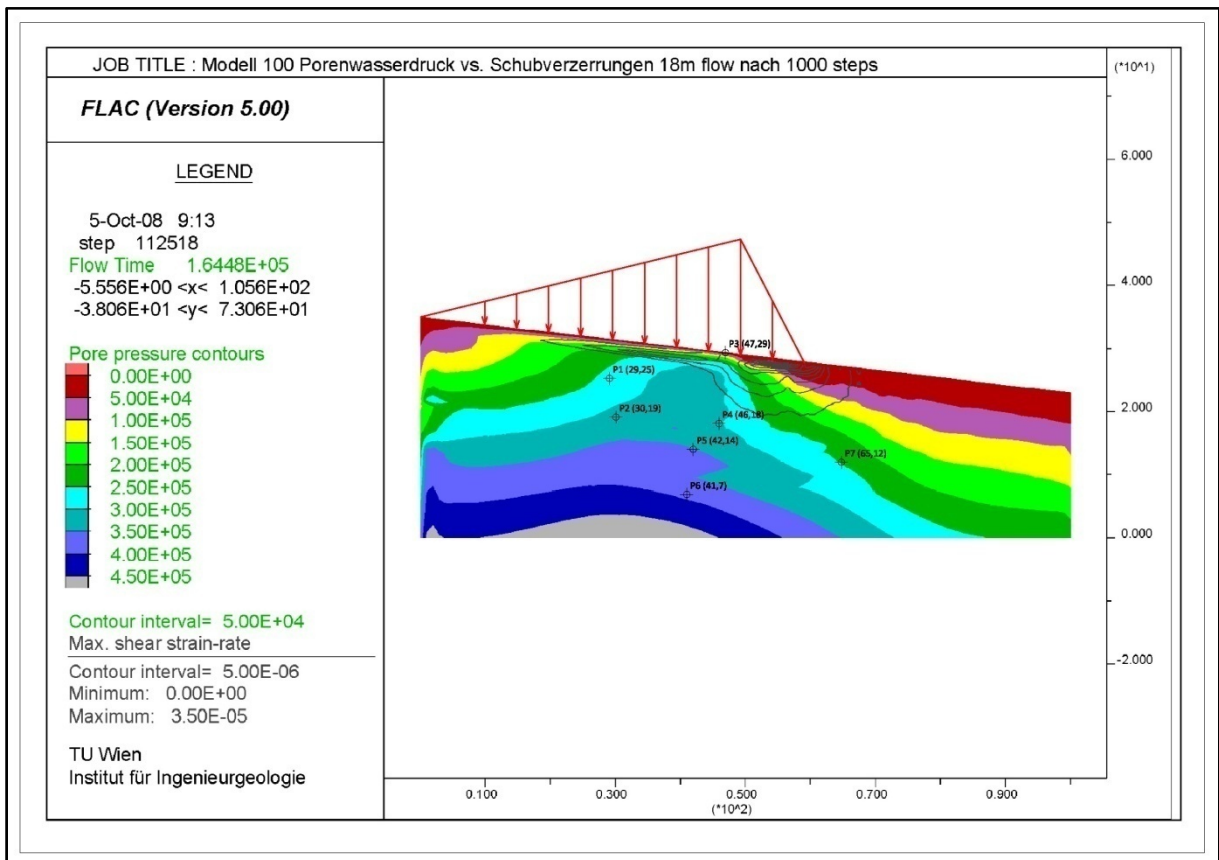 JOB TITLE : Modell 100 Porenwasserdruck vs. Schubverzerrungen 18m flow nach 1000 steps
(*10^1)
FLAC (Version 5.00)
LEGEND
5-Oct-08 9:13
step 112518
Flow Time 1.6448E+05
-5.556E+00 <x< 1.056E+02
-3.806E+01 <y< 7.306E+01
Pore pressure contours
0.00E+00
5.00E+04
1.00E+05
1.50E+05
2.00E+05
2.50E+05
3.00E+05
3.50E+05
4.00E+05
4.50E+05
Contour interval= 5.00E+04
Max. shear strain-rate
Contour interval= 5.00E-06
Minimum: 0.00E+00
Maximum: 3.50E-05
TU Wien
Institut für Ingenieurgeologie
P3 (47,29)
P1 (29,25)
P2 (30,19)
P4 (46,18)
P5 (42,14)
P7 (65,12)
P6 (41,7)
6.000
4.000
2.000
0.000
-2.000
0.100 0.300 0.500 0.700 0.900
(*10^2)